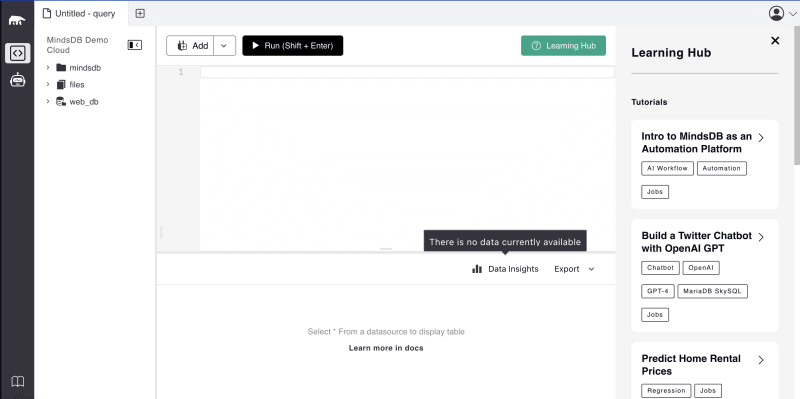 Untitled - query
MindsDB Demo
Cloud
mindsdb
files
web_db
Add
Run (Shift + Enter)
Learning Hub
1
There is no data currently available
Data Insights
Export
Select * From a datasource to display table
Learn more in docs
Learning Hub
Tutorials
Intro to MindsDB as an
Automation Platform
AI Workflow
Automation
Jobs
Build a Twitter Chatbot
with OpenAI GPT
Chatbot
OpenAI
GPT-4
MariaDB SkySQL
Jobs
Predict Home Rental
Prices
Regression
Jobs